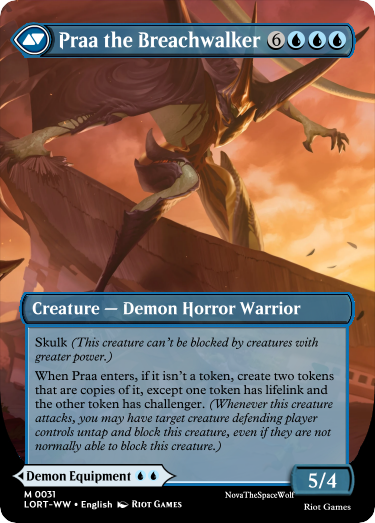 Praa the Breachwalker 6
Creature — Demon Horror Warrior
Skulk (This creature can't be blocked by creatures with
greater power.)
When Praa enters, if it isn't a token, create two tokens
that are copies of it, except one token has lifelink and
the other token has challenger. (Whenever this creature
attacks, you may have target creature defending player
controls untap and block this creature, even if they are not
normally able to block this creature.)
Demon Equipment
5/4
M 0031
LORT-WW • English Riot Games
NovaTheSpaceWolf
Riot Games